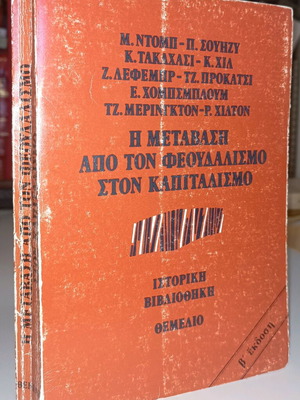 Μ. ΝΤΟΜΠ - Π. ΣΟΥΗΖΥ
Κ. ΤΑΚΑΧΑΣΙ - Κ. ΧΙΛ
Ζ. ΛΕΦΕΜΠΡ - ΤΖ. ΠΡΟΚΑΤΣΙ
Ε. ΧΟΜΠΣΜΠΑΟΥΜ
ΤΖ. ΜΕΡΙΝΓΚΤΟΝ - Ρ. ΧΙΛΤΟΝ
Η ΜΕΤΑΒΑΣΗ
ΑΠΟ ΤΟΝ ΦΕΟΥΔΑΛΙΣΜΟ
ΣΤΟΝ ΚΑΠΙΤΑΛΙΣΜΟ
ΙΣΤΟΡΙΚΗ
ΒΙΒΛΙΟΘΗΚΗ
ΘΕΜΕΛΙΟ
β' έκδοση
Η ΜΕΤΑΒΑΣΗ ΑΠΟ ΤΟΝ ΦΕΟΥΔΑΛΙΣΜΟ